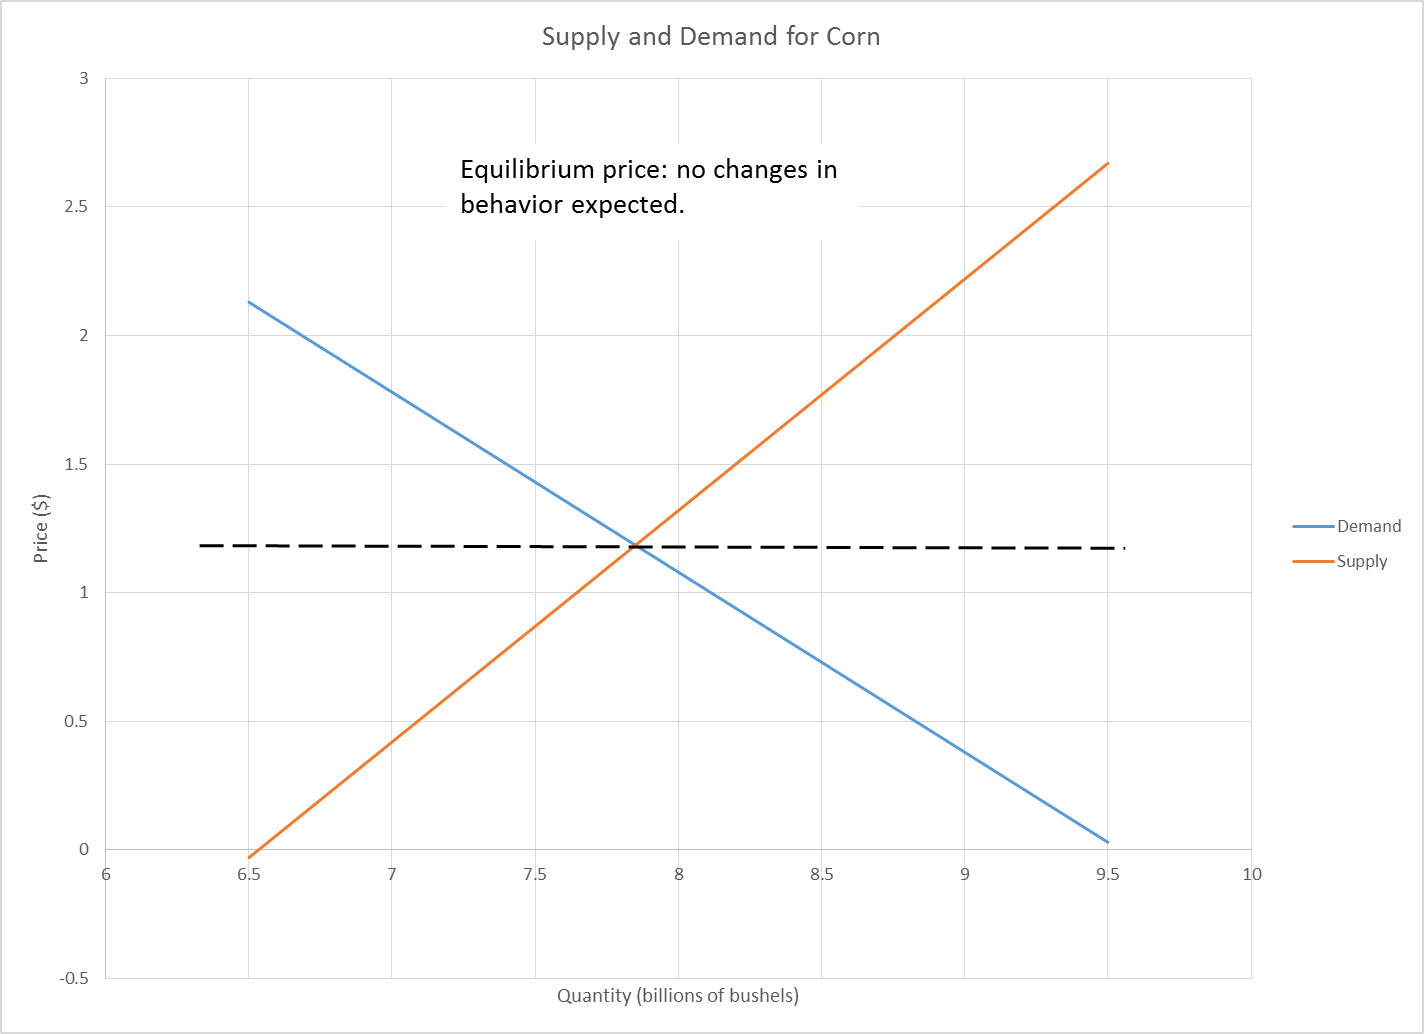 Supply and Demand for Corn
3
2.5
2
1.5
1
0.5
0
-0.5
Equilibrium price: no changes in
behavior expected.
Price ($)
6
6.5
7
7.5
8
8.5
9
9.5
10
Quantity (billions of bushels)
Demand
Supply